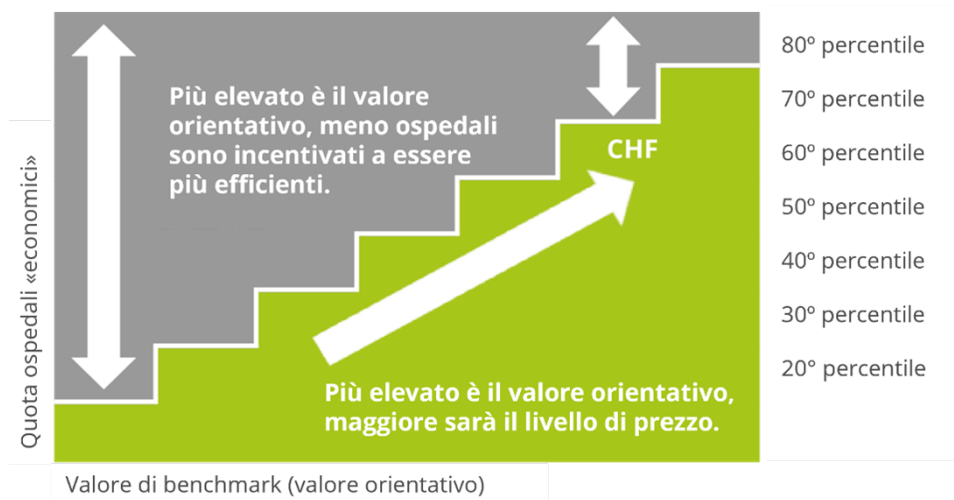 Più elevato è il valore
orientativo, meno ospedali
sono incentivati a essere
più efficienti.
CHF
Più elevato è il valore orientativo,
maggiore sarà il livello di prezzo.
80º percentile
70º percentile
60º percentile
50º percentile
40º percentile
30º percentile
20º percentile
Quota ospedali «economici»
Valore di benchmark (valore orientativo)